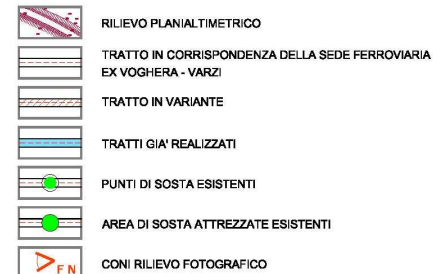 RILIEVO PLANIALTIMETRICO
TRATTO IN CORRISPONDENZA DELLA SEDE FERROVIARIA
EX VOGHERA - VARZI
TRATTO IN VARIANTE
TRATTI GIA' REALIZZATI
PUNTI DI SOSTA ESISTENTI
AREA DI SOSTA ATTREZZATE ESISTENTI
FN CONI RILIEVO FOTOGRAFICO